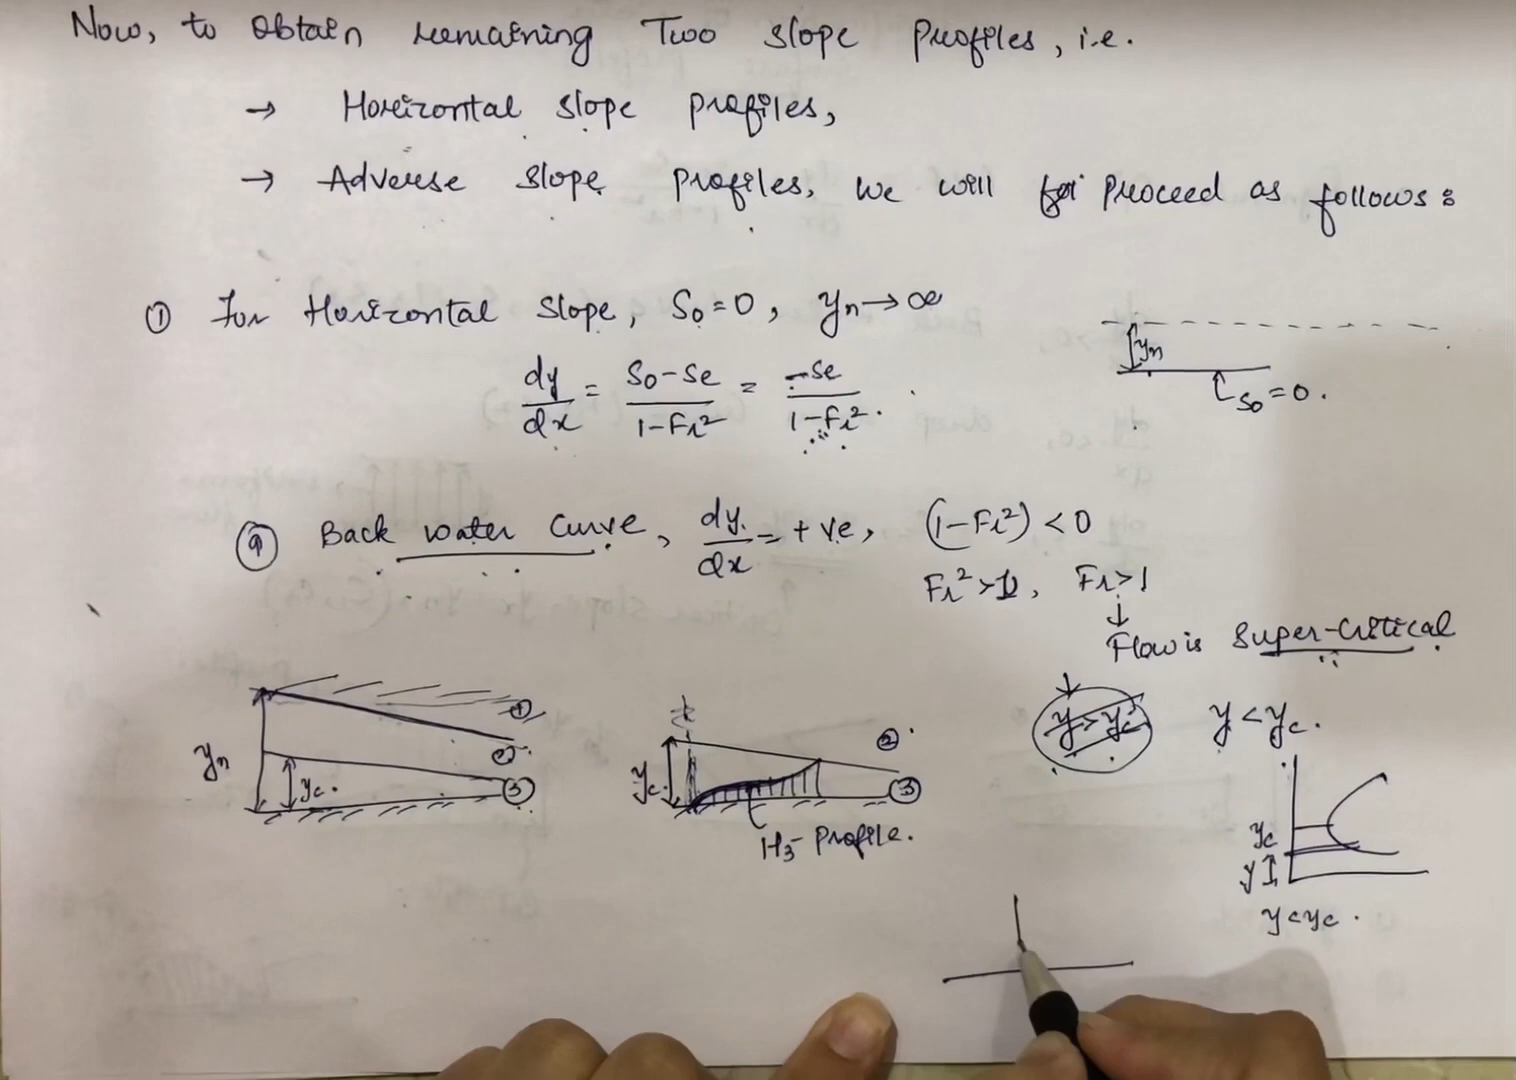 Now, to obtain remaining Two slope profiles, i.e.
→ Horizontal slope profiles,
→ Adverse slope profiles, we will proceed as follows :
① For Horizontal slope, S₀=0, yₙ→∞
yₙ
S₀=0.
dy/dx = (S₀-Se)/(1-Fr²) = -Se/(1-Fr²).
ⓐ Back water curve, dy/dx = +ve, (1-Fr²) <0
Fr² >1, Fr>1
↓
Flow is super-critical
y > yc y < yc.
yₙ yc. ① ② ③
yc. ② ③
H₃- profile.
yc
y
y<yc.